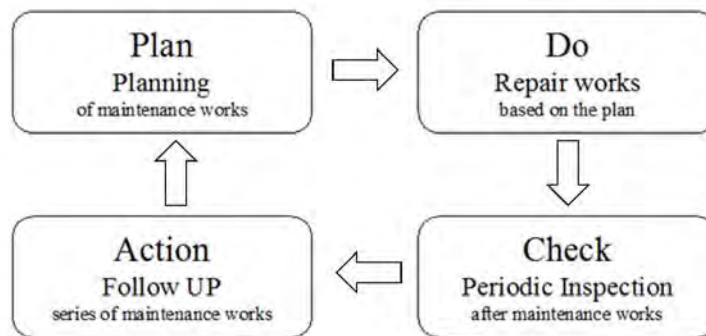 Plan
Planning
of maintenance works
Do
Repair works
based on the plan
Action
Follow UP
series of maintenance works
Check
Periodic Inspection
after maintenance works